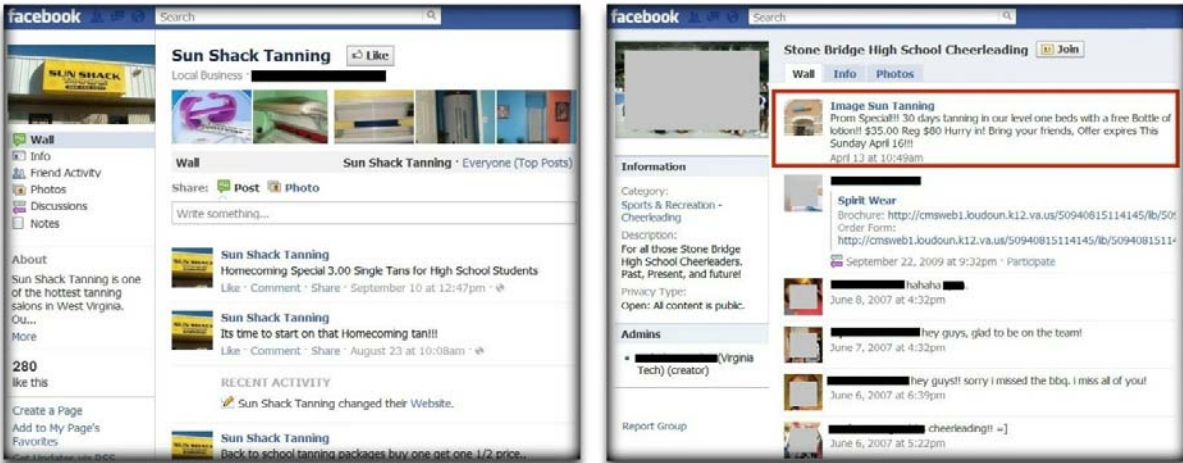 facebook
Search
SUN SHACK
Sun Shack Tanning
Like
Local Business ·
Wall
Info
Friend Activity
Photos
Discussions
Notes
About
Sun Shack Tanning is one
of the hottest tanning
salons in West Virginia.
Ou...
More
280
like this
Create a Page
Add to My Page's
Favorites
Get Updates via RSS
Wall
Sun Shack Tanning · Everyone (Top Posts)
Share: Post Photo
Write something...
Sun Shack Tanning
Homecoming Special 3.00 Single Tans for High School Students
Like · Comment · Share · September 10 at 12:47pm ·
Sun Shack Tanning
Its time to start on that Homecoming tan!!!
Like · Comment · Share · August 23 at 10:08am ·
RECENT ACTIVITY
Sun Shack Tanning changed their Website.
Sun Shack Tanning
Back to school tanning packages buy one get one 1/2 price..
facebook
Search
Stone Bridge High School Cheerleading
Join
Wall Info Photos
Information
Category:
Sports & Recreation -
Cheerleading
Description:
For all those Stone Bridge
High School Cheerleaders.
Past, Present, and future!
Privacy Type:
Open: All content is public.
Admins
(Virginia
Tech) (creator)
Report Group
Image Sun Tanning
Prom Special!!! 30 days tanning in our level one beds with a free Bottle of
lotion!! $35.00 Reg $80 Hurry in! Bring your friends, Offer expires This
Sunday April 16!!!
April 13 at 10:49am
Spirit Wear
Brochure: http://cmsweb1.loudoun.k12.va.us/50940815114145/lib/509
Order Form:
http://cmsweb1.loudoun.k12.va.us/50940815114145/lib/50940815114
September 22, 2009 at 9:32pm · Participate
hahaha
June 8, 2007 at 4:32pm
hey guys, glad to be on the team!
June 7, 2007 at 4:32pm
hey guys!! sorry i missed the bbq. i miss all of you!
June 6, 2007 at 6:39pm
cheerleading!! =]
June 6, 2007 at 5:22pm